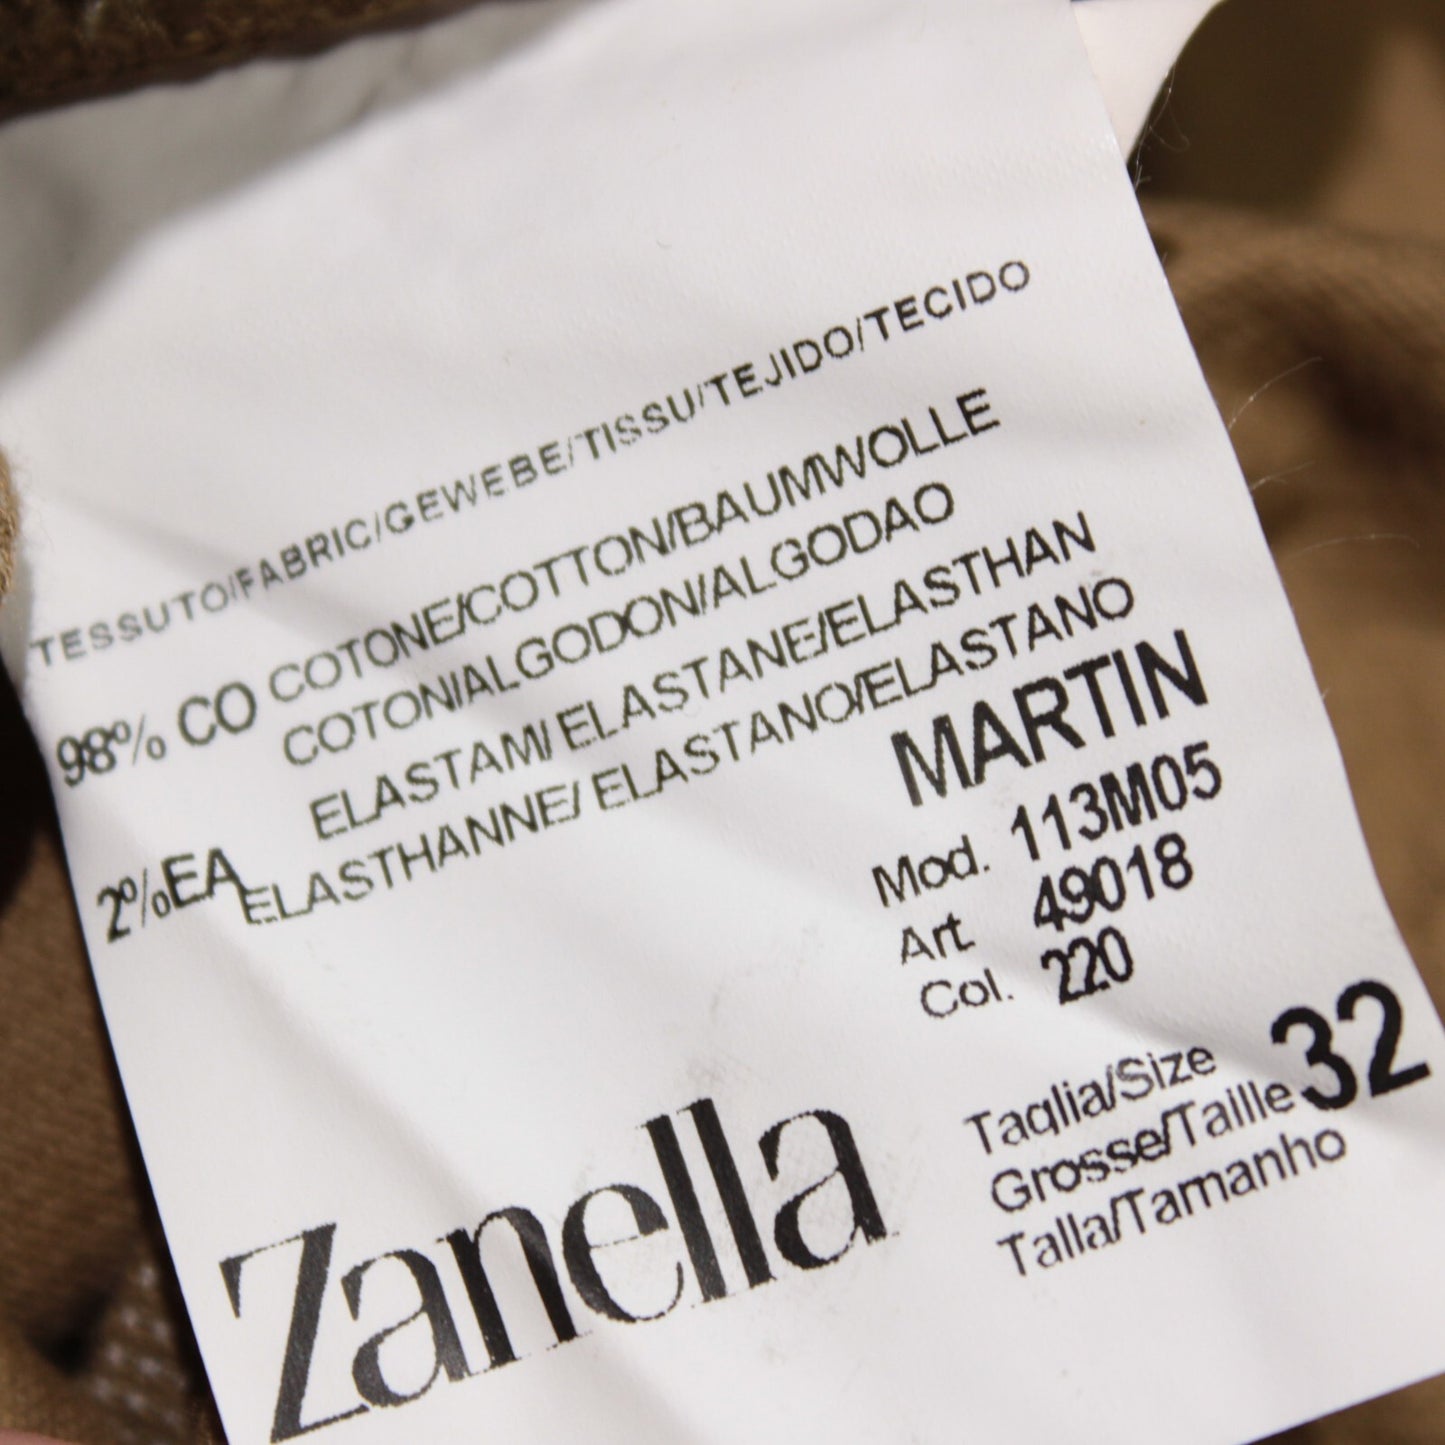 TESSUTO/FABRIC/GEWEBE/TISSU/TEJIDO/TECIDO
98% CO COTONE/COTTON/BAUMWOLLE
COTON/ALGODON/ALGODAO
2%EA ELASTAM/ ELASTANE/ELASTHAN
ELASTHANNE/ ELASTANO/ELASTANO
MARTIN
Mod. 113M05
Art. 49018
Col. 220
Taglia/Size
Grosse/Taille 32
Talla/Tamanho
Zanella